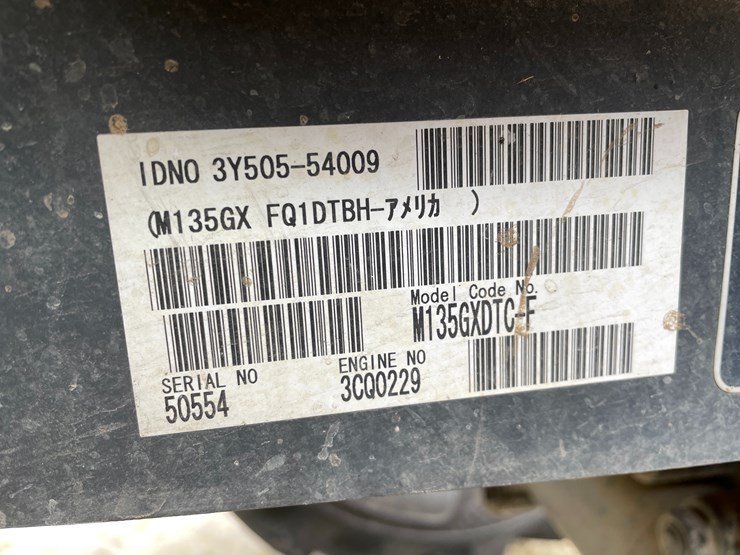 IDNO 3Y505-54009
(M135GX FQ1DTBH-アメリカ )
Model Code No.
M135GXDTC-F
SERIAL NO
50554
ENGINE NO
3CQ0229